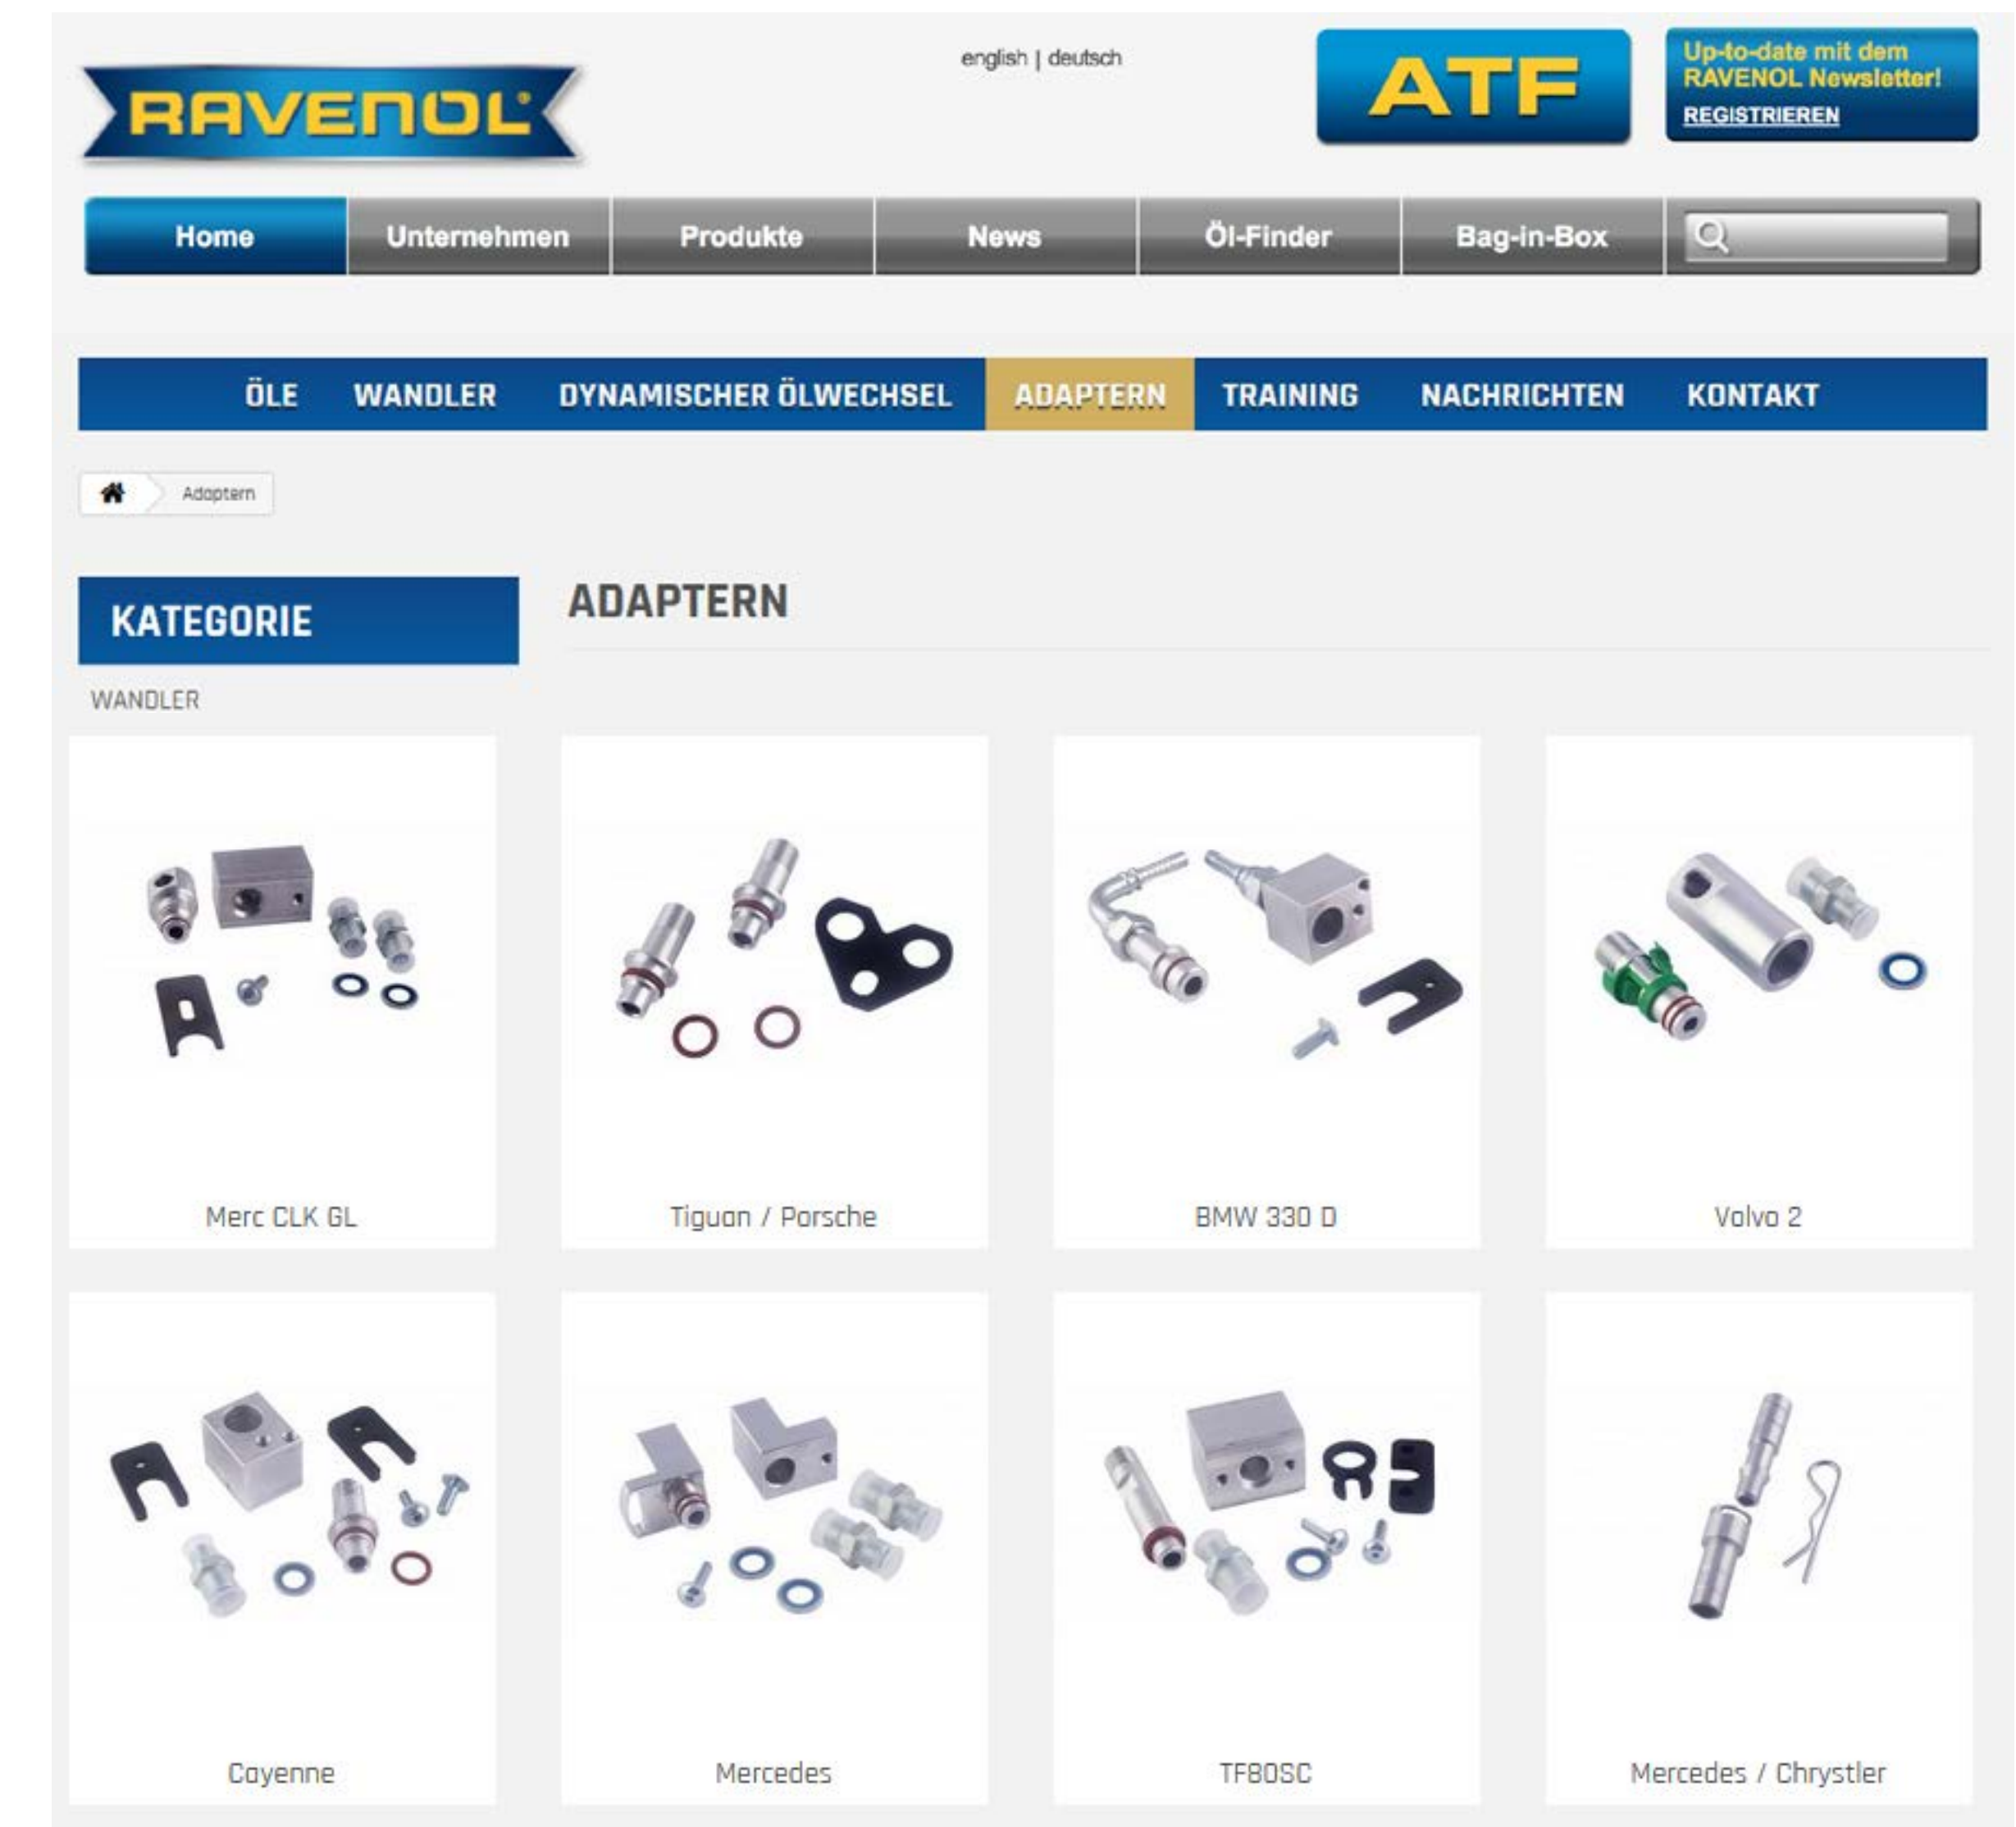 RAVENOL®
english | deutsch
ATF
Up-to-date mit dem
RAVENOL Newsletter!
REGISTRIEREN
Home Unternehmen Produkte News Öl-Finder Bag-in-Box
ÖLE WANDLER DYNAMISCHER ÖLWECHSEL ADAPTERN TRAINING NACHRICHTEN KONTAKT
Adaptern
KATEGORIE
ADAPTERN
WANDLER
Merc CLK GL
Tiguan / Porsche
BMW 330 D
Volvo 2
Cayenne
Mercedes
TF80SC
Mercedes / Chrystler